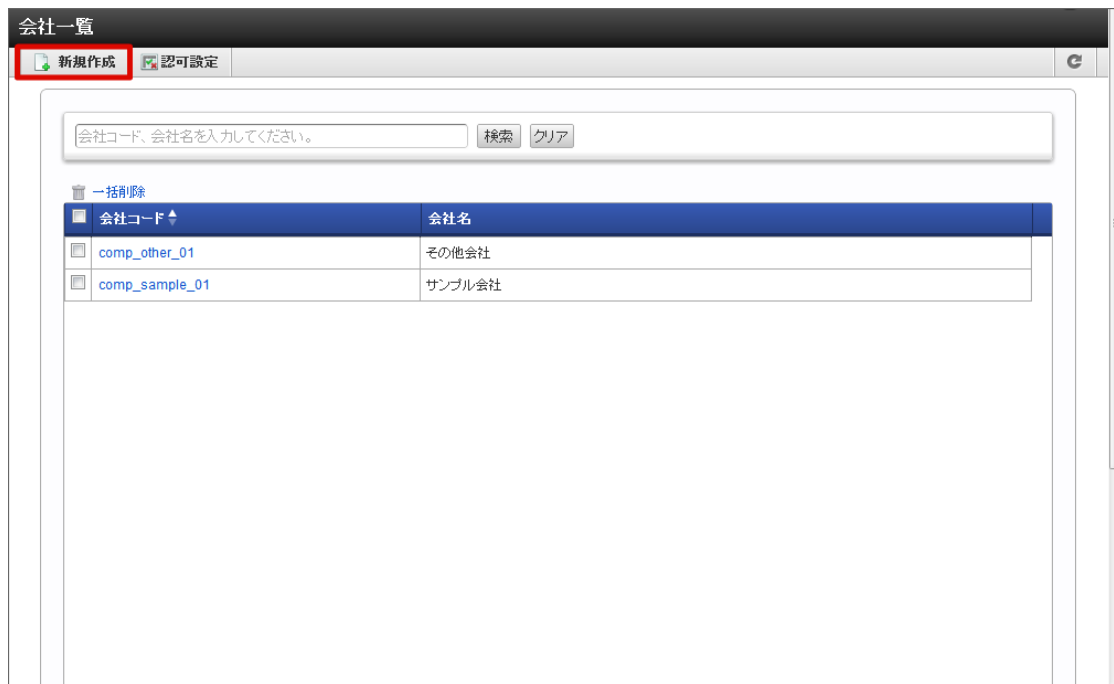 会社一覧
新規作成 認可設定
会社コード、会社名を入力してください。 検索 クリア
一括削除
会社コード 会社名
comp_other_01 その他会社
comp_sample_01 サンプル会社